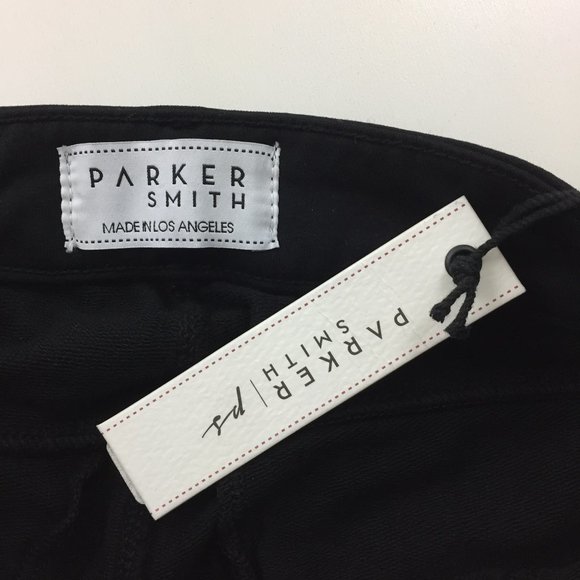 PARKER
SMITH
MADE IN LOS ANGELES
PARKER
SMITH
ps